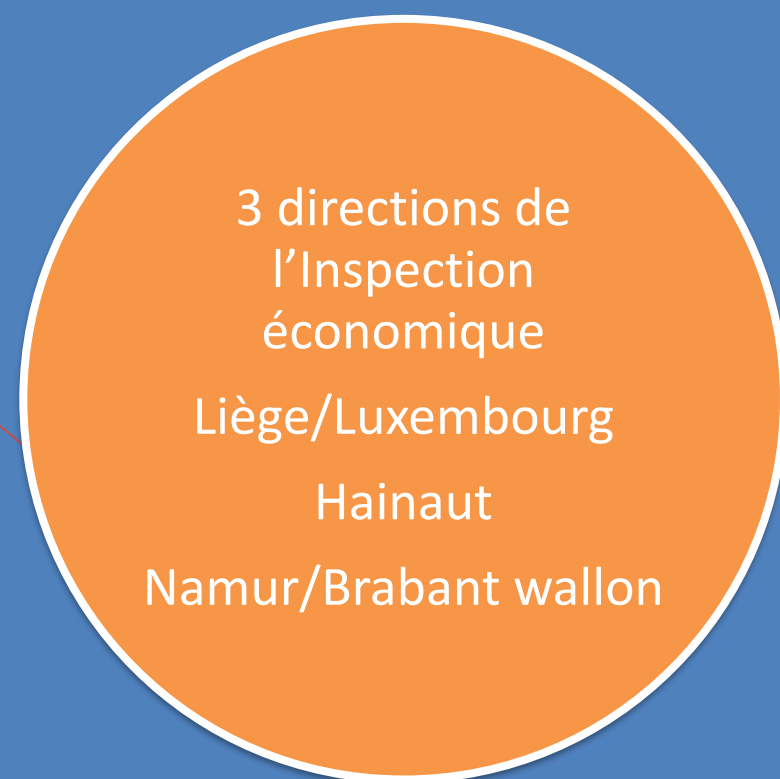 3 directions de
l’Inspection
économique
Liège/Luxembourg
Hainaut
Namur/Brabant wallon